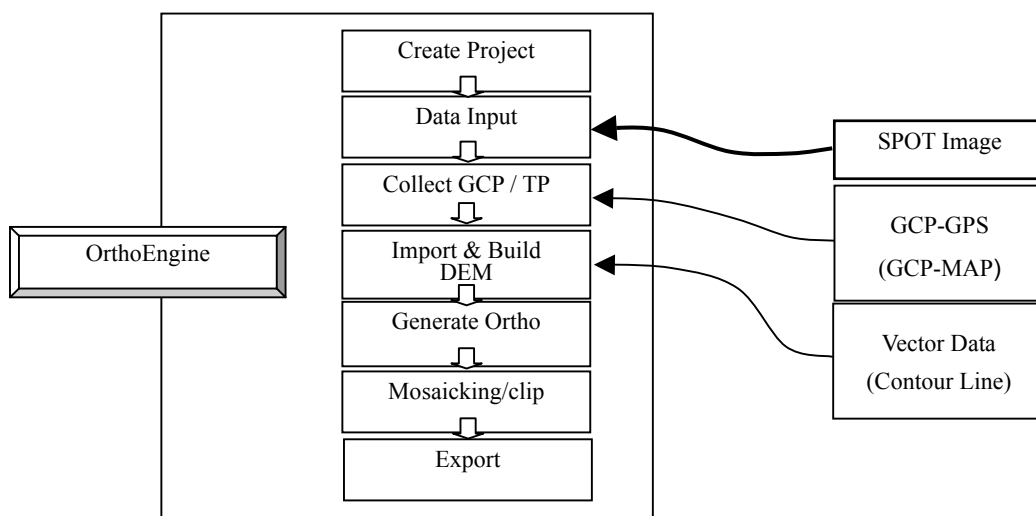 Create Project
Data Input
Collect GCP / TP
Import & Build
DEM
Generate Ortho
Mosaicking/clip
Export
OrthoEngine
SPOT Image
GCP-GPS
(GCP-MAP)
Vector Data
(Contour Line)